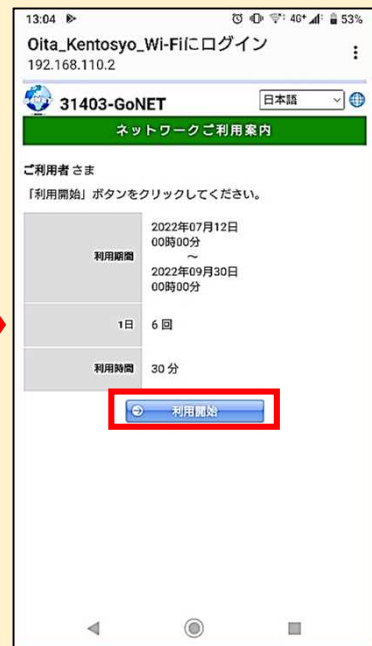 13:04
4G+ 53%
Oita_Kentosyo_Wi-Fiにログイン
192.168.110.2
31403-GoNET
日本語
ネットワークご利用案内
ご利用者 さま
「利用開始」ボタンをクリックしてください。
利用期間
2022年07月12日
00時00分
～
2022年09月30日
00時00分
1日 6 回
利用時間 30 分
利用開始